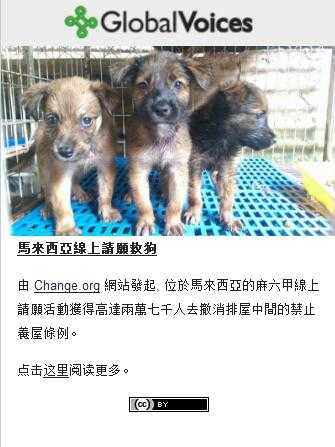 GlobalVoices
馬來西亞線上請願救狗
由 Change.org 網站發起, 位於馬來西亞的麻六甲線上
請願活動獲得高達兩萬七千人去撤消排屋中間的禁止
養屋條例。
点击这里阅读更多。
(cc) BY